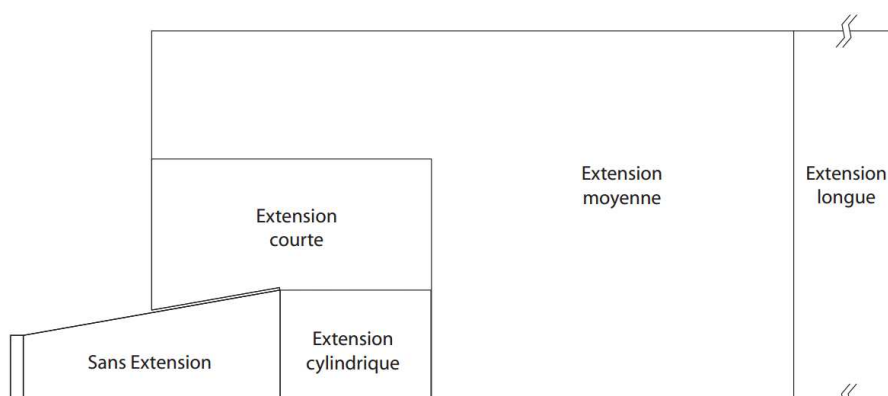 Extension
moyenne
Extension
longue
Extension
courte
Extension
cylindrique
Sans Extension